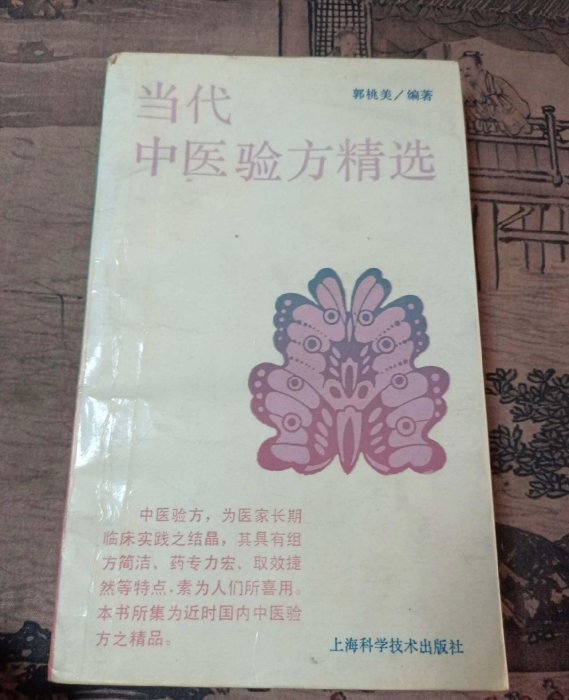 郭桃美／编著
当代
中医验方精选
中医验方，为医家长期
临床实践之结晶，其具有组
方简洁、药专力宏、取效捷
然等特点，素为人们所喜用。
本书所集为近时国内中医验
方之精品。
上海科学技术出版社